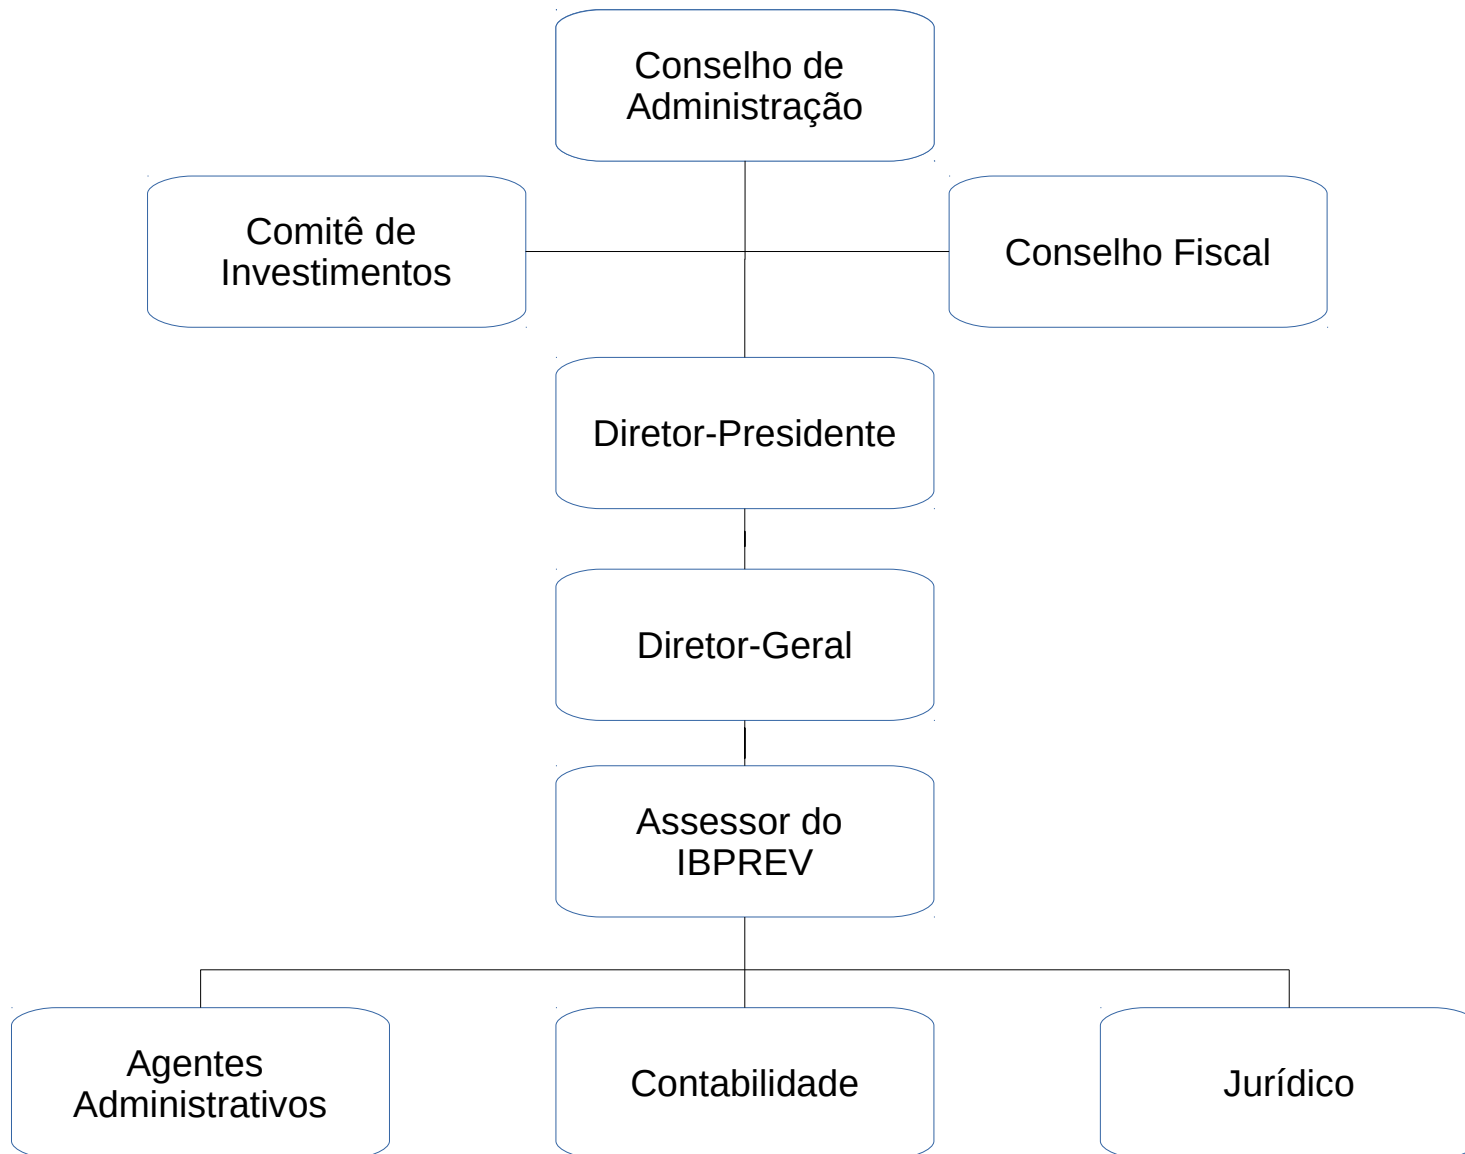 Conselho de
Administração
Comitê de
Investimentos
Conselho Fiscal
Diretor-Presidente
Diretor-Geral
Assessor do
IBPREV
Agentes
Administrativos
Contabilidade
Jurídico